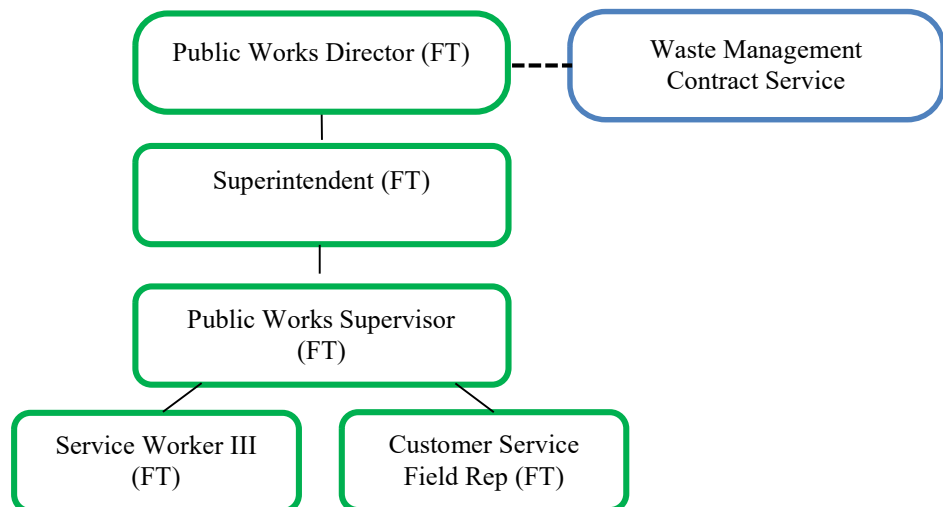 Public Works Director (FT)
Waste Management
Contract Service
Superintendent (FT)
Public Works Supervisor
(FT)
Service Worker III
(FT)
Customer Service
Field Rep (FT)